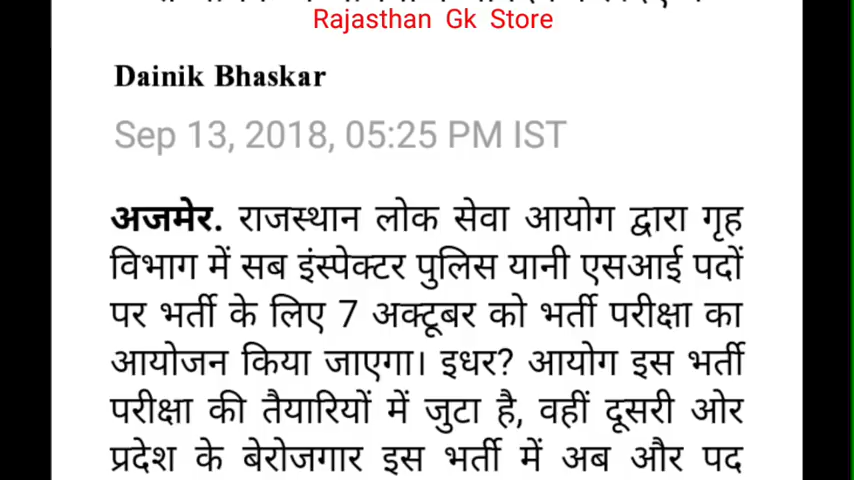 Rajasthan Gk Store
Dainik Bhaskar
Sep 13, 2018, 05:25 PM IST
अजमेर. राजस्थान लोक सेवा आयोग द्वारा गृह
विभाग में सब इंस्पेक्टर पुलिस यानी एसआई पदों
पर भर्ती के लिए 7 अक्टूबर को भर्ती परीक्षा का
आयोजन किया जाएगा। इधर? आयोग इस भर्ती
परीक्षा की तैयारियों में जुटा है, वहीं दूसरी ओर
प्रदेश के बेरोजगार इस भर्ती में अब और पद